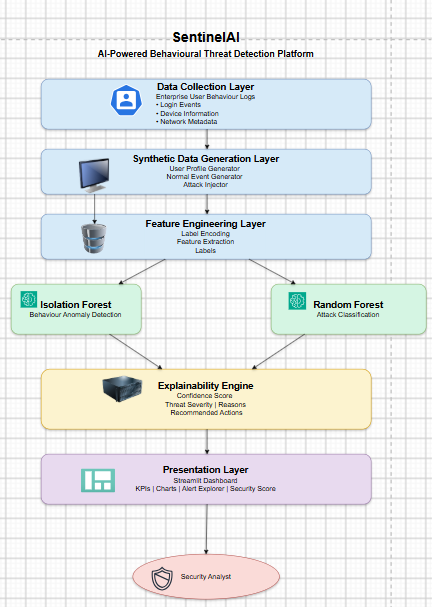 SentinelAI
AI-Powered Behavioural Threat Detection Platform
Data Collection Layer
Enterprise User Behaviour Logs
• Login Events
• Device Information
• Network Metadata
Synthetic Data Generation Layer
User Profile Generator
Normal Event Generator
Attack Injector
Feature Engineering Layer
Label Encoding
Feature Extraction
Labels
Isolation Forest
Behaviour Anomaly Detection
Random Forest
Attack Classification
Explainability Engine
Confidence Score
Threat Severity | Reasons
Recommended Actions
Presentation Layer
Streamlit Dashboard
KPIs | Charts | Alert Explorer | Security Score
Security Analyst